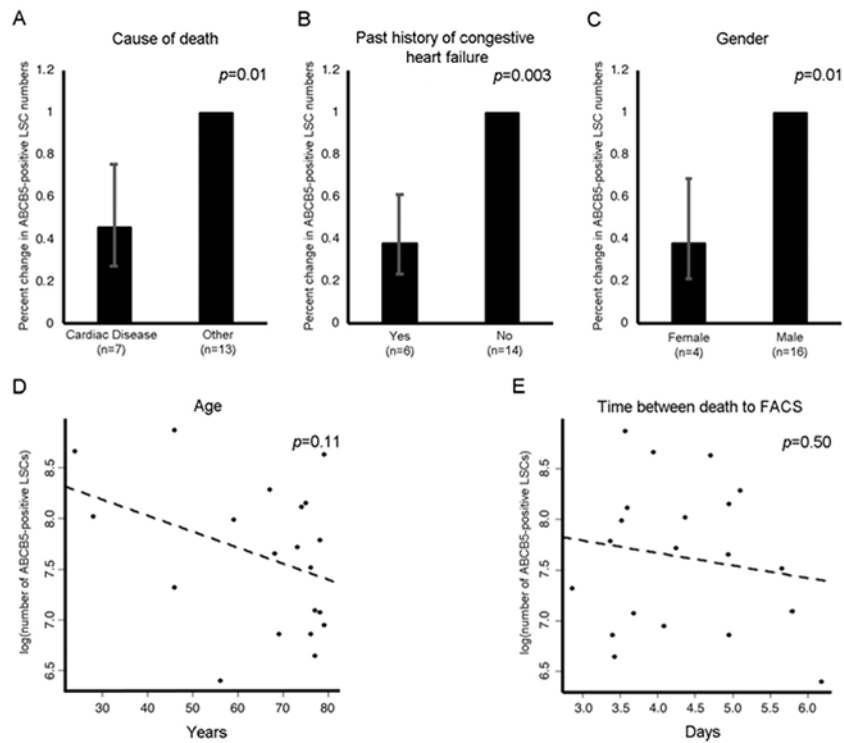 A
Cause of death
p=0.01
Percent change in ABCB5-positive LSC numbers
1.2
1
0.8
0.6
0.4
0.2
0
Cardiac Disease
(n=7)
Other
(n=13)
B
Past history of congestive
heart failure
p=0.003
Percent change in ABCB5-positive LSC numbers
1.2
1
0.8
0.6
0.4
0.2
0
Yes
(n=6)
No
(n=14)
C
Gender
p=0.01
Percent change in ABCB5-positive LSC numbers
1.2
1
0.8
0.6
0.4
0.2
0
Female
(n=4)
Male
(n=16)
D
Age
p=0.11
log(number of ABCB5-positive LSCs)
8.5
8.0
7.5
7.0
6.5
30 40 50 60 70 80
Years
E
Time between death to FACS
p=0.50
log(number of ABCB5-positive LSCs)
8.5
8.0
7.5
7.0
6.5
3.0 3.5 4.0 4.5 5.0 5.5 6.0
Days